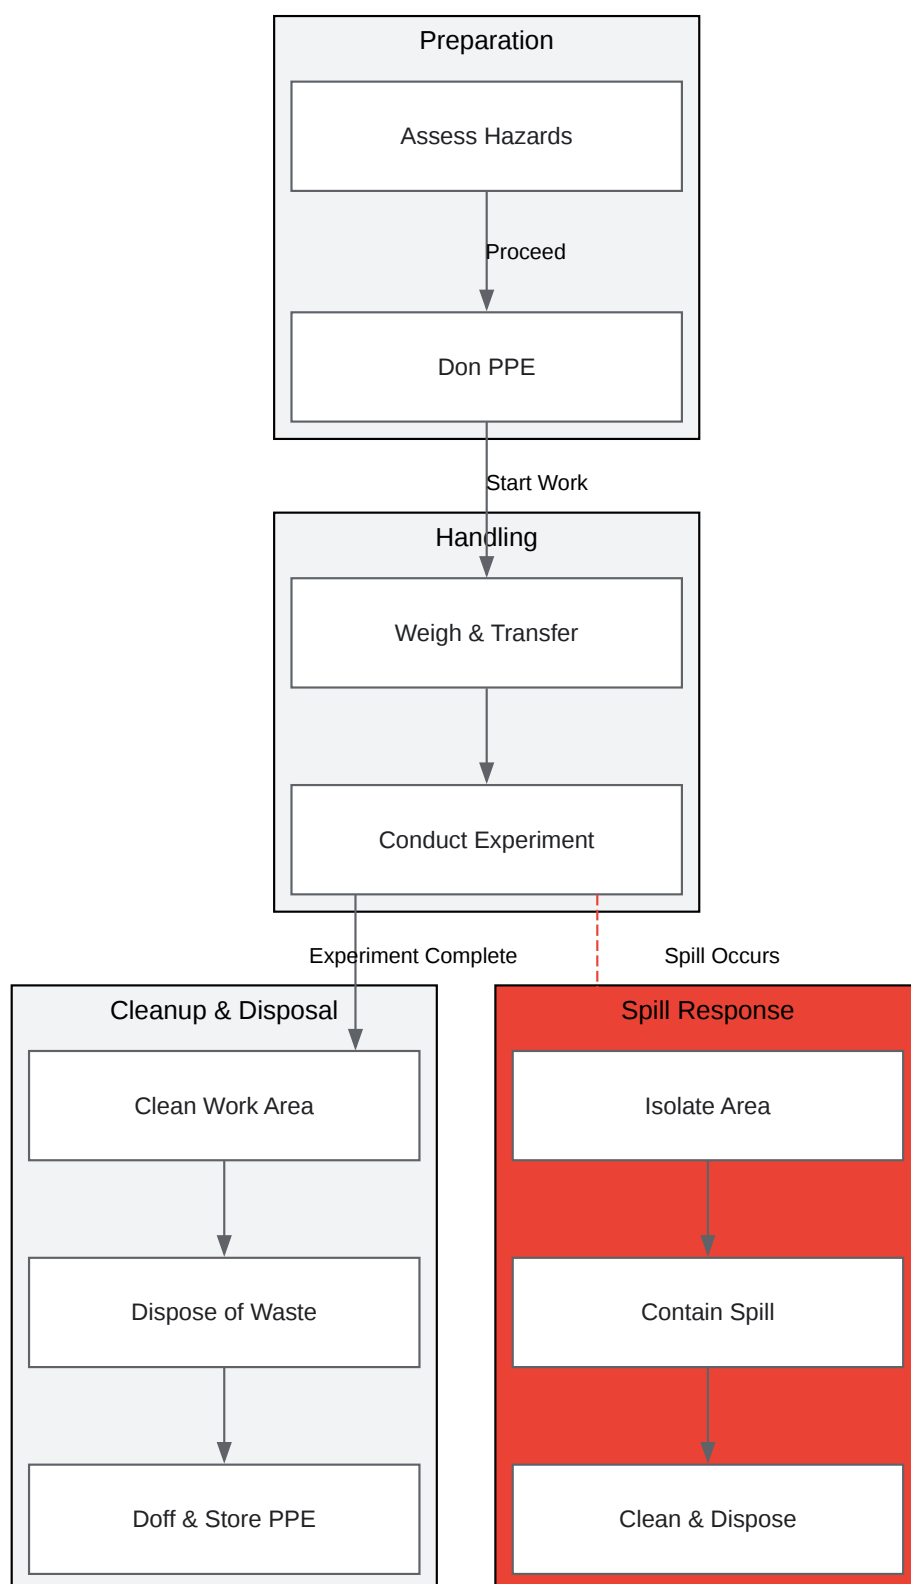 Preparation
Assess Hazards
Proceed
Don PPE
Start Work
Handling
Weigh & Transfer
Conduct Experiment
Experiment Complete
Spill Occurs
Cleanup & Disposal
Clean Work Area
Dispose of Waste
Doff & Store PPE
Spill Response
Isolate Area
Contain Spill
Clean & Dispose